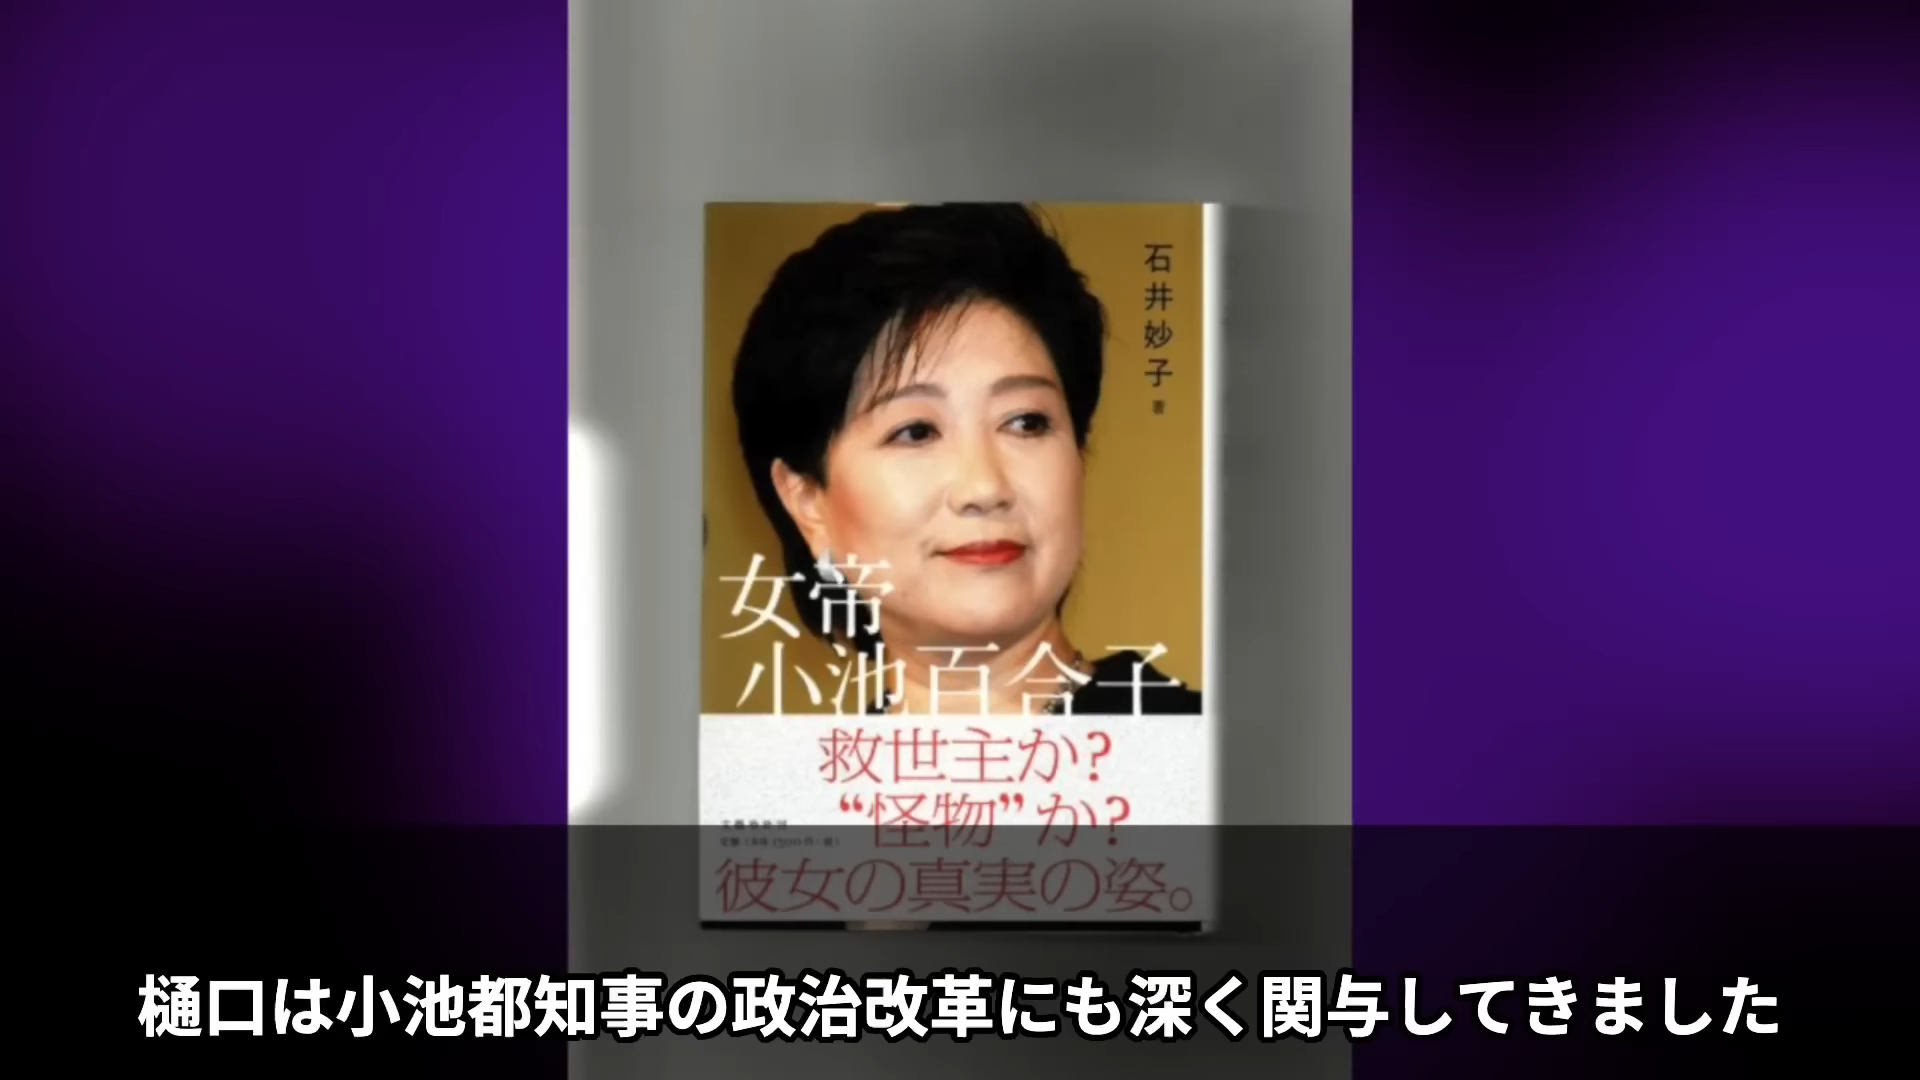 石井妙子 著
女帝
小池百合子
救世主か?
“怪物”か?
彼女の真実の姿。
樋口は小池都知事の政治改革にも深く関与してきました